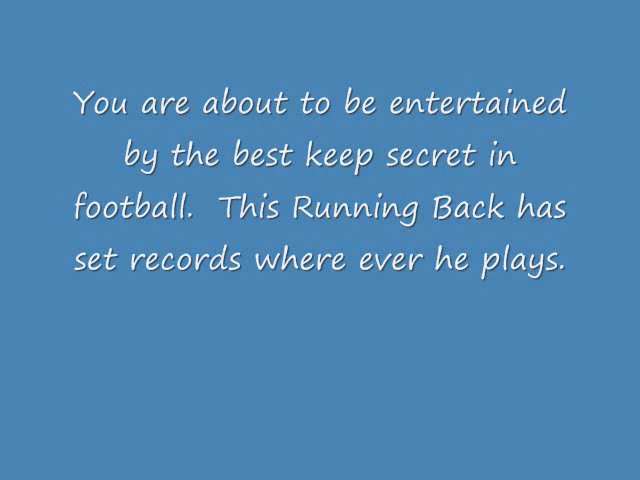 You are about to be entertained
by the best keep secret in
football.  This Running Back has
set records where ever he plays.